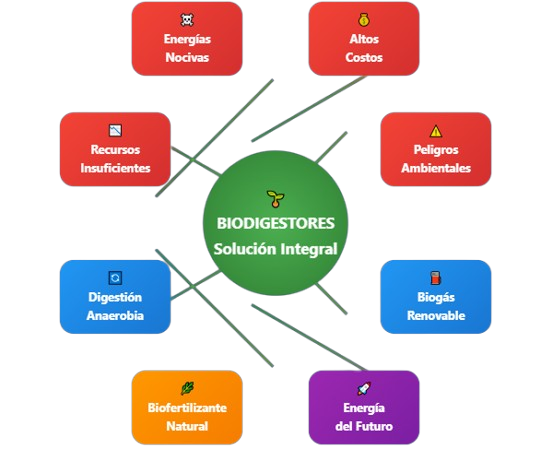 Energías
Nocivas
Altos
Costos
Recursos
Insuficientes
Peligros
Ambientales
BIODIGESTORES
Solución Integral
Digestión
Anaerobia
Biogás
Renovable
Biofertilizante
Natural
Energía
del Futuro